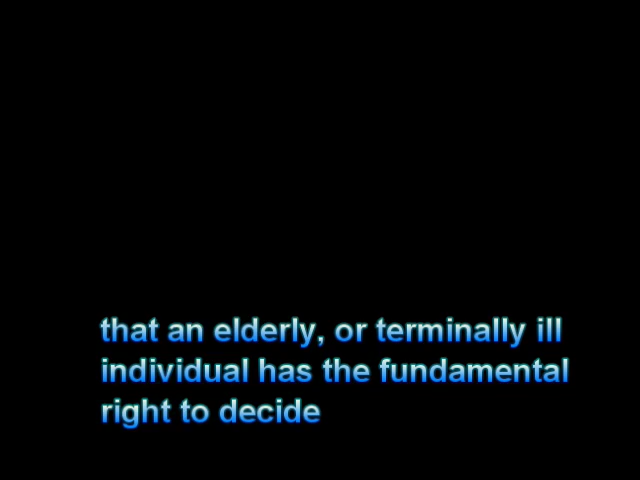 that an elderly, or terminally ill
individual has the fundamental
right to decide